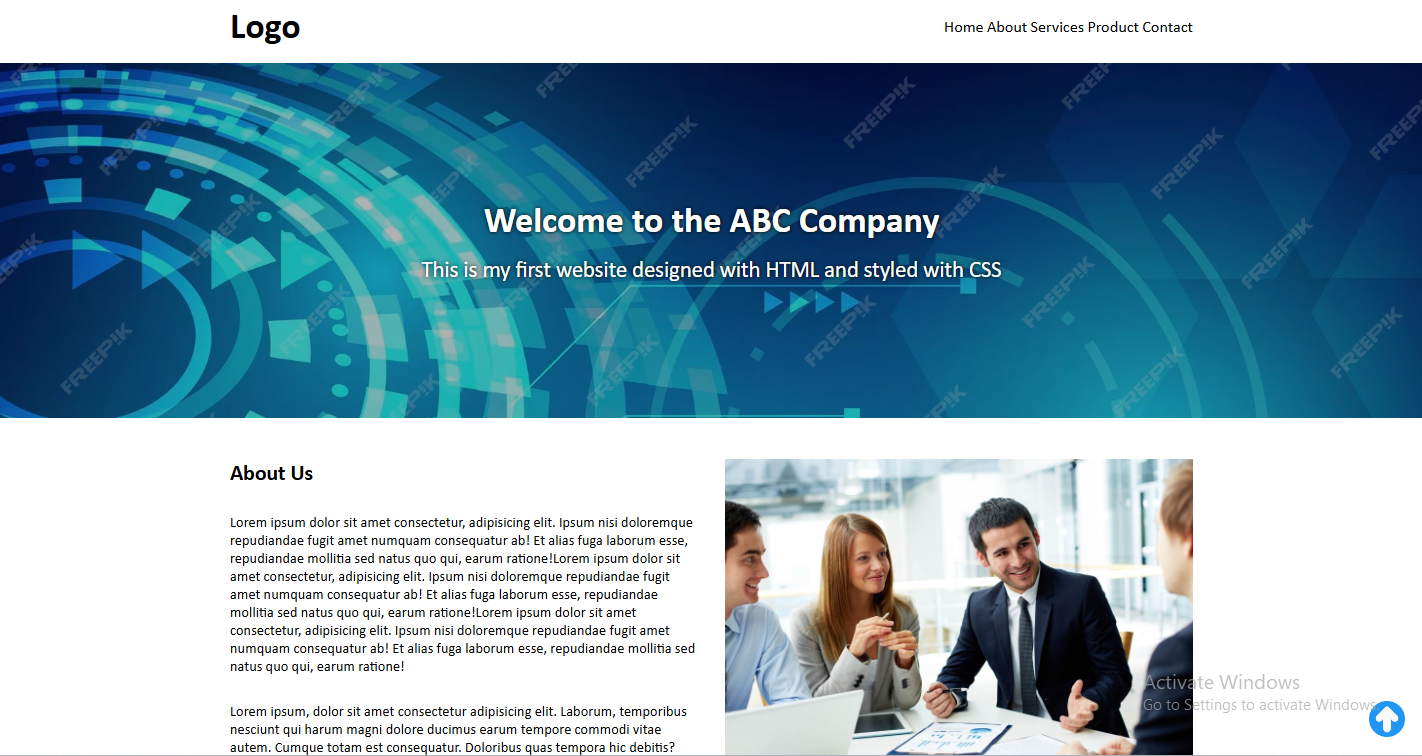 Logo
Home About Services Product Contact
FREEPIK
Welcome to the ABC Company
This is my first website designed with HTML and styled with CSS
About Us
Lorem ipsum dolor sit amet consectetur, adipisicing elit. Ipsum nisi doloremque
repudiandae fugit amet numquam consequatur ab! Et alias fuga laborum esse,
repudiandae mollitia sed natus quo qui, earum ratione!Lorem ipsum dolor sit
amet consectetur, adipisicing elit. Ipsum nisi doloremque repudiandae fugit
amet numquam consequatur ab! Et alias fuga laborum esse, repudiandae
mollitia sed natus quo qui, earum ratione!Lorem ipsum dolor sit amet
consectetur, adipisicing elit. Ipsum nisi doloremque repudiandae fugit amet
numquam consequatur ab! Et alias fuga laborum esse, repudiandae mollitia sed
natus quo qui, earum ratione!
Lorem ipsum, dolor sit amet consectetur adipisicing elit. Laborum, temporibus
nesciunt qui harum magni dolore ducimus earum tempore commodi vitae
autem. Cumque totam est consequatur. Doloribus quas tempora hic debitis?
Activate Windows
Go to Settings to activate Windows.